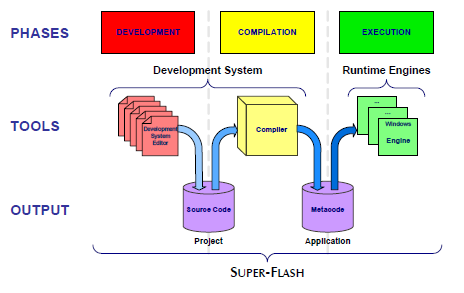 PHASES
DEVELOPMENT
COMPILATION
EXECUTION
Development System
Runtime Engines
TOOLS
Development
System
Editor
Compiler
...
...
Windows
Engine
OUTPUT
Source Code
Metacode
Project
Application
SUPER-FLASH